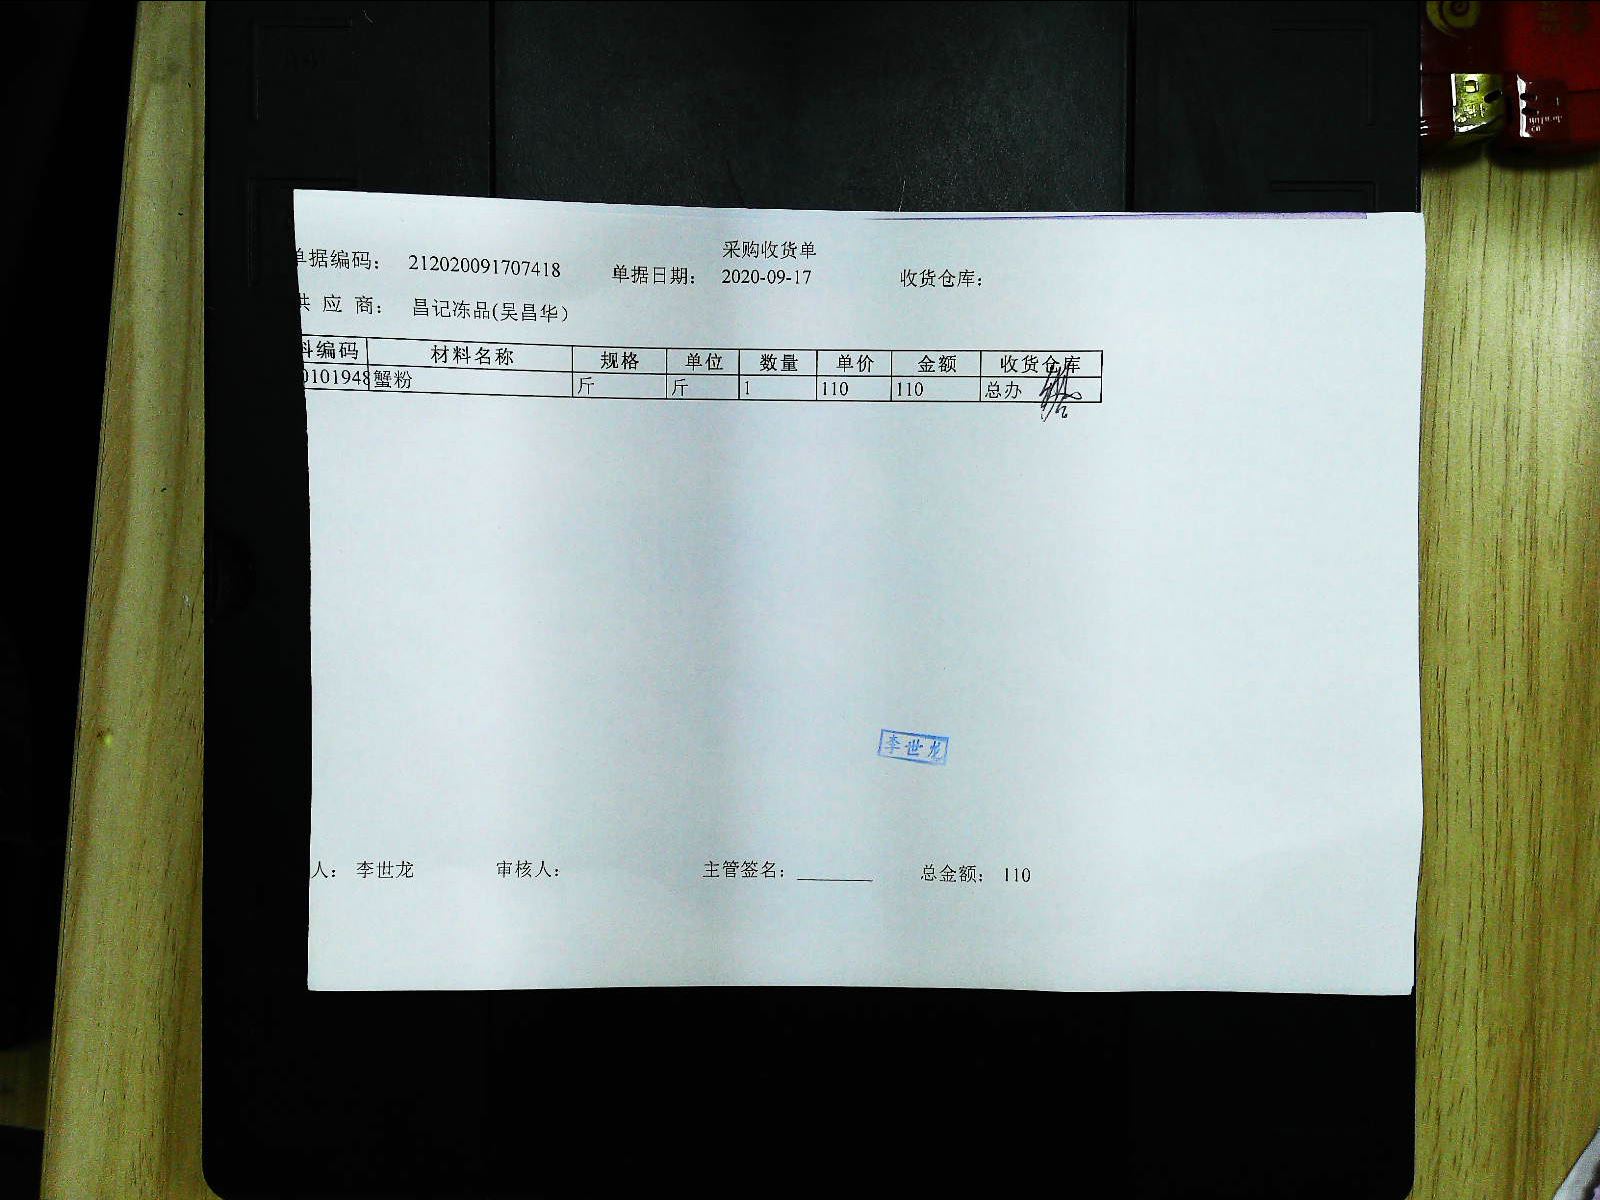 采购收货单
单据编码： 212020091707418 单据日期： 2020-09-17 收货仓库：
供 应 商： 昌记冻品(吴昌华）
料编码 材料名称 规格 单位 数量 单价 金额 收货仓库
0101948 蟹粉 斤 斤 1 110 110 总办
李世龙
人： 李世龙 审核人： 主管签名：________ 总金额： 110